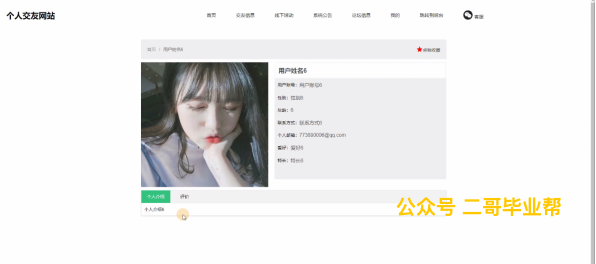 个人交友网站
首页 交友信息 线下活动 系统公告 论坛信息 我的 跳转到后台 客服
首页 / 用户姓名6
点我收藏
用户姓名6
用户账号：用户账号6
性别：性别6
年龄：6
联系方式：联系方式6
个人邮箱：773890006@qq.com
喜好：喜好6
特长：特长6
个人介绍 评价
个人介绍6
公众号 二哥毕业帮